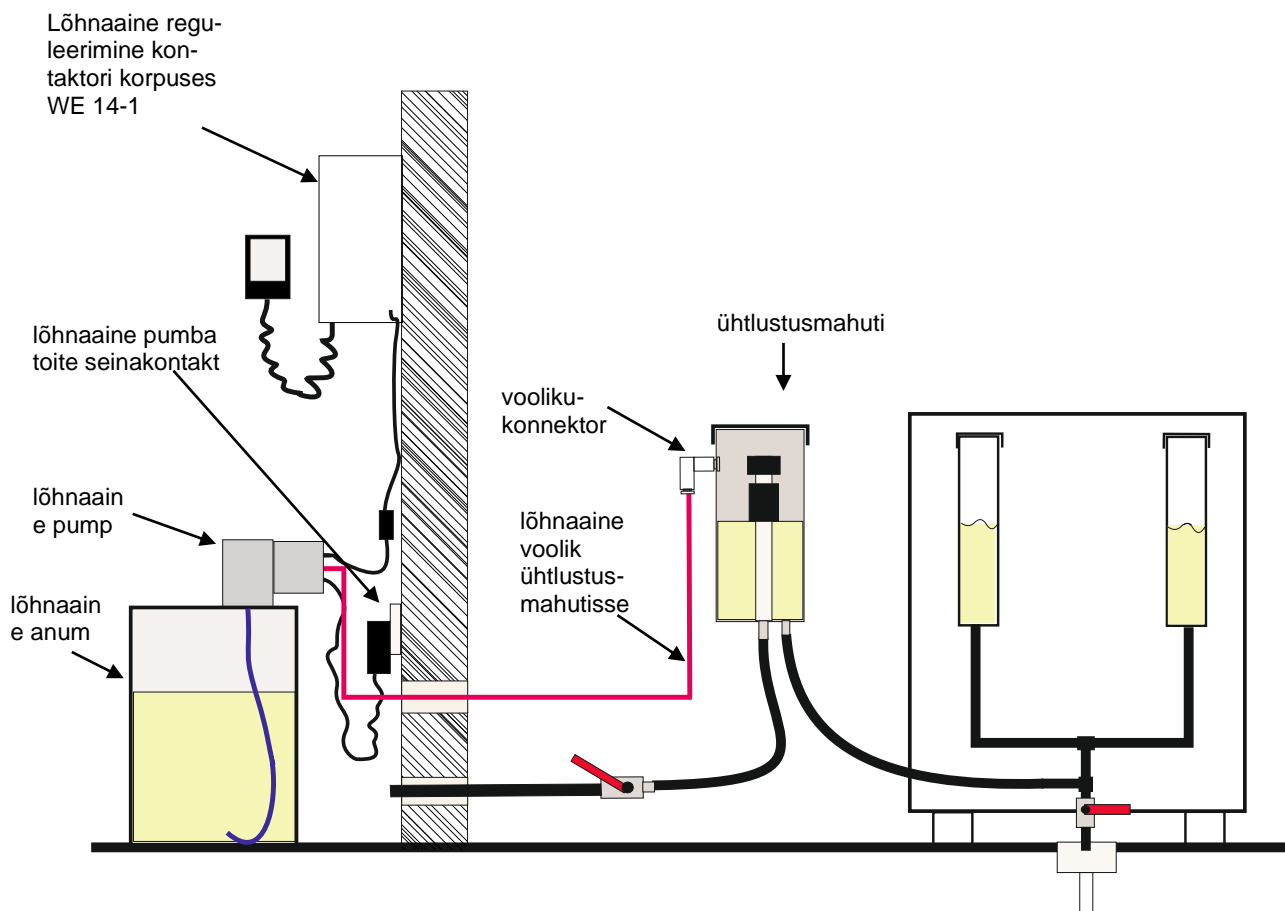 Lõhnaaine regu-
leerimine kon-
taktori korpuses
WE 14-1
lõhnaaine pumba
toite seinakontakt
ühtlustusmahuti
vooliku-
konnektor
lõhnaain
e pump
lõhnaaine
voolik
ühtlustus-
mahutisse
lõhnaain
e anum